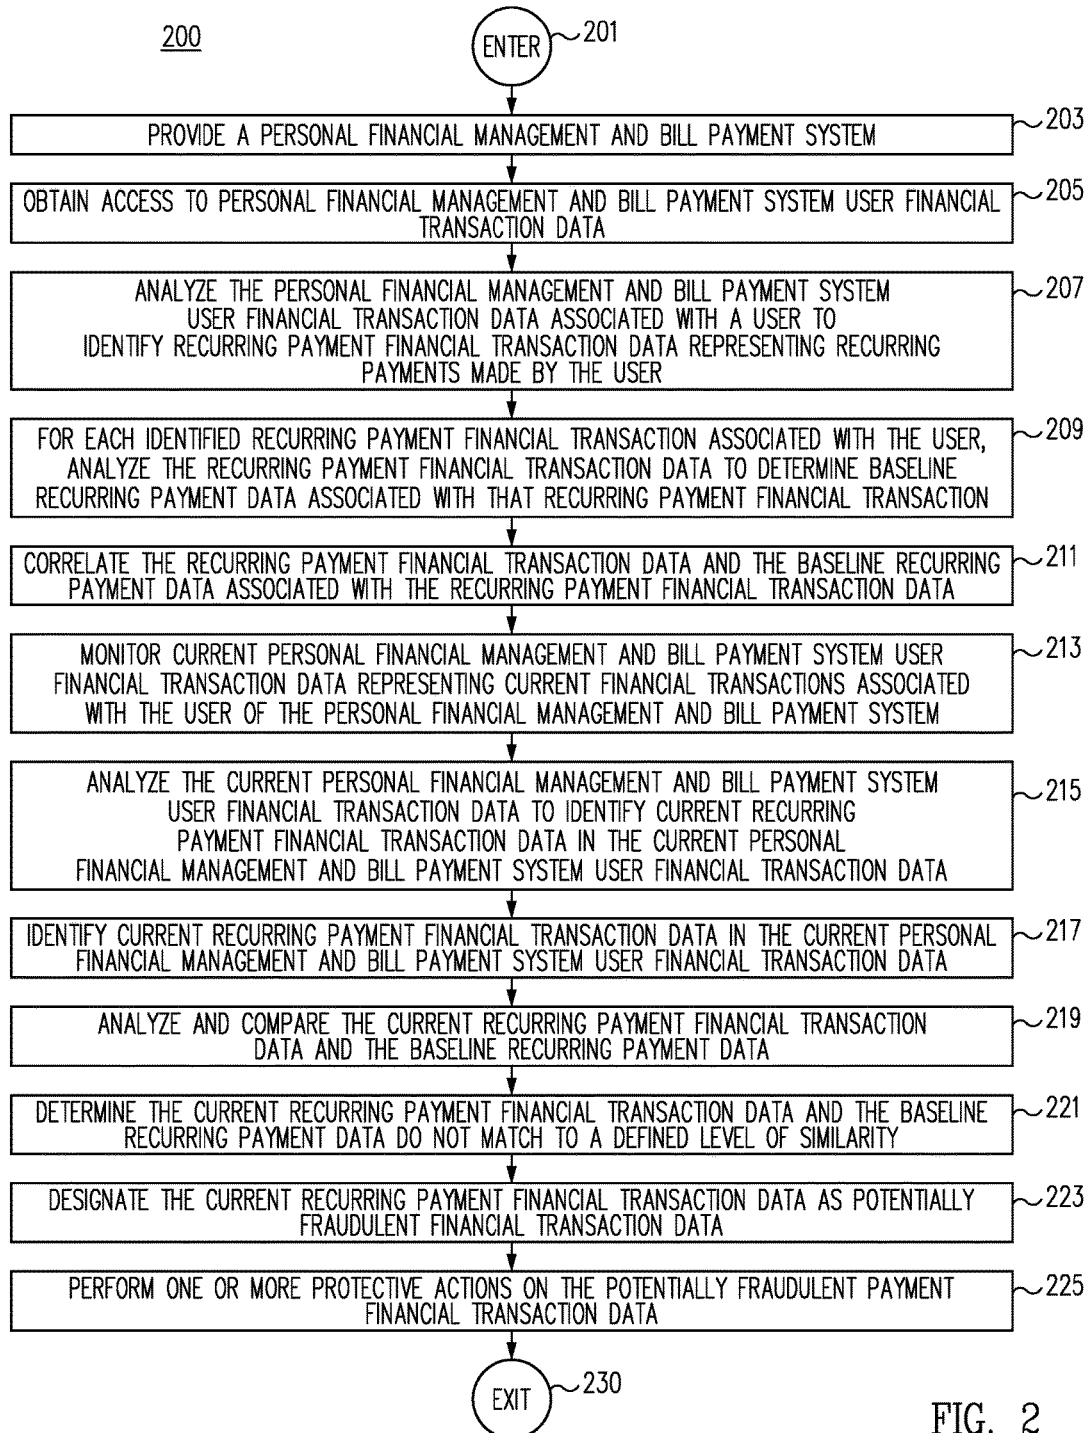 200
ENTER
201
PROVIDE A PERSONAL FINANCIAL MANAGEMENT AND BILL PAYMENT SYSTEM
203
OBTAIN ACCESS TO PERSONAL FINANCIAL MANAGEMENT AND BILL PAYMENT SYSTEM USER FINANCIAL
TRANSACTION DATA
205
ANALYZE THE PERSONAL FINANCIAL MANAGEMENT AND BILL PAYMENT SYSTEM
USER FINANCIAL TRANSACTION DATA ASSOCIATED WITH A USER TO
IDENTIFY RECURRING PAYMENT FINANCIAL TRANSACTION DATA REPRESENTING RECURRING
PAYMENTS MADE BY THE USER
207
FOR EACH IDENTIFIED RECURRING PAYMENT FINANCIAL TRANSACTION ASSOCIATED WITH THE USER,
ANALYZE THE RECURRING PAYMENT FINANCIAL TRANSACTION DATA TO DETERMINE BASELINE
RECURRING PAYMENT DATA ASSOCIATED WITH THAT RECURRING PAYMENT FINANCIAL TRANSACTION
209
CORRELATE THE RECURRING PAYMENT FINANCIAL TRANSACTION DATA AND THE BASELINE RECURRING
PAYMENT DATA ASSOCIATED WITH THE RECURRING PAYMENT FINANCIAL TRANSACTION DATA
211
MONITOR CURRENT PERSONAL FINANCIAL MANAGEMENT AND BILL PAYMENT SYSTEM USER
FINANCIAL TRANSACTION DATA REPRESENTING CURRENT FINANCIAL TRANSACTIONS ASSOCIATED
WITH THE USER OF THE PERSONAL FINANCIAL MANAGEMENT AND BILL PAYMENT SYSTEM
213
ANALYZE THE CURRENT PERSONAL FINANCIAL MANAGEMENT AND BILL PAYMENT SYSTEM
USER FINANCIAL TRANSACTION DATA TO IDENTIFY CURRENT RECURRING
PAYMENT FINANCIAL TRANSACTION DATA IN THE CURRENT PERSONAL
FINANCIAL MANAGEMENT AND BILL PAYMENT SYSTEM USER FINANCIAL TRANSACTION DATA
215
IDENTIFY CURRENT RECURRING PAYMENT FINANCIAL TRANSACTION DATA IN THE CURRENT PERSONAL
FINANCIAL MANAGEMENT AND BILL PAYMENT SYSTEM USER FINANCIAL TRANSACTION DATA
217
ANALYZE AND COMPARE THE CURRENT RECURRING PAYMENT FINANCIAL TRANSACTION
DATA AND THE BASELINE RECURRING PAYMENT DATA
219
DETERMINE THE CURRENT RECURRING PAYMENT FINANCIAL TRANSACTION DATA AND THE BASELINE
RECURRING PAYMENT DATA DO NOT MATCH TO A DEFINED LEVEL OF SIMILARITY
221
DESIGNATE THE CURRENT RECURRING PAYMENT FINANCIAL TRANSACTION DATA AS POTENTIALLY
FRAUDULENT FINANCIAL TRANSACTION DATA
223
PERFORM ONE OR MORE PROTECTIVE ACTIONS ON THE POTENTIALLY FRAUDULENT PAYMENT
FINANCIAL TRANSACTION DATA
225
EXIT
230
FIG. 2